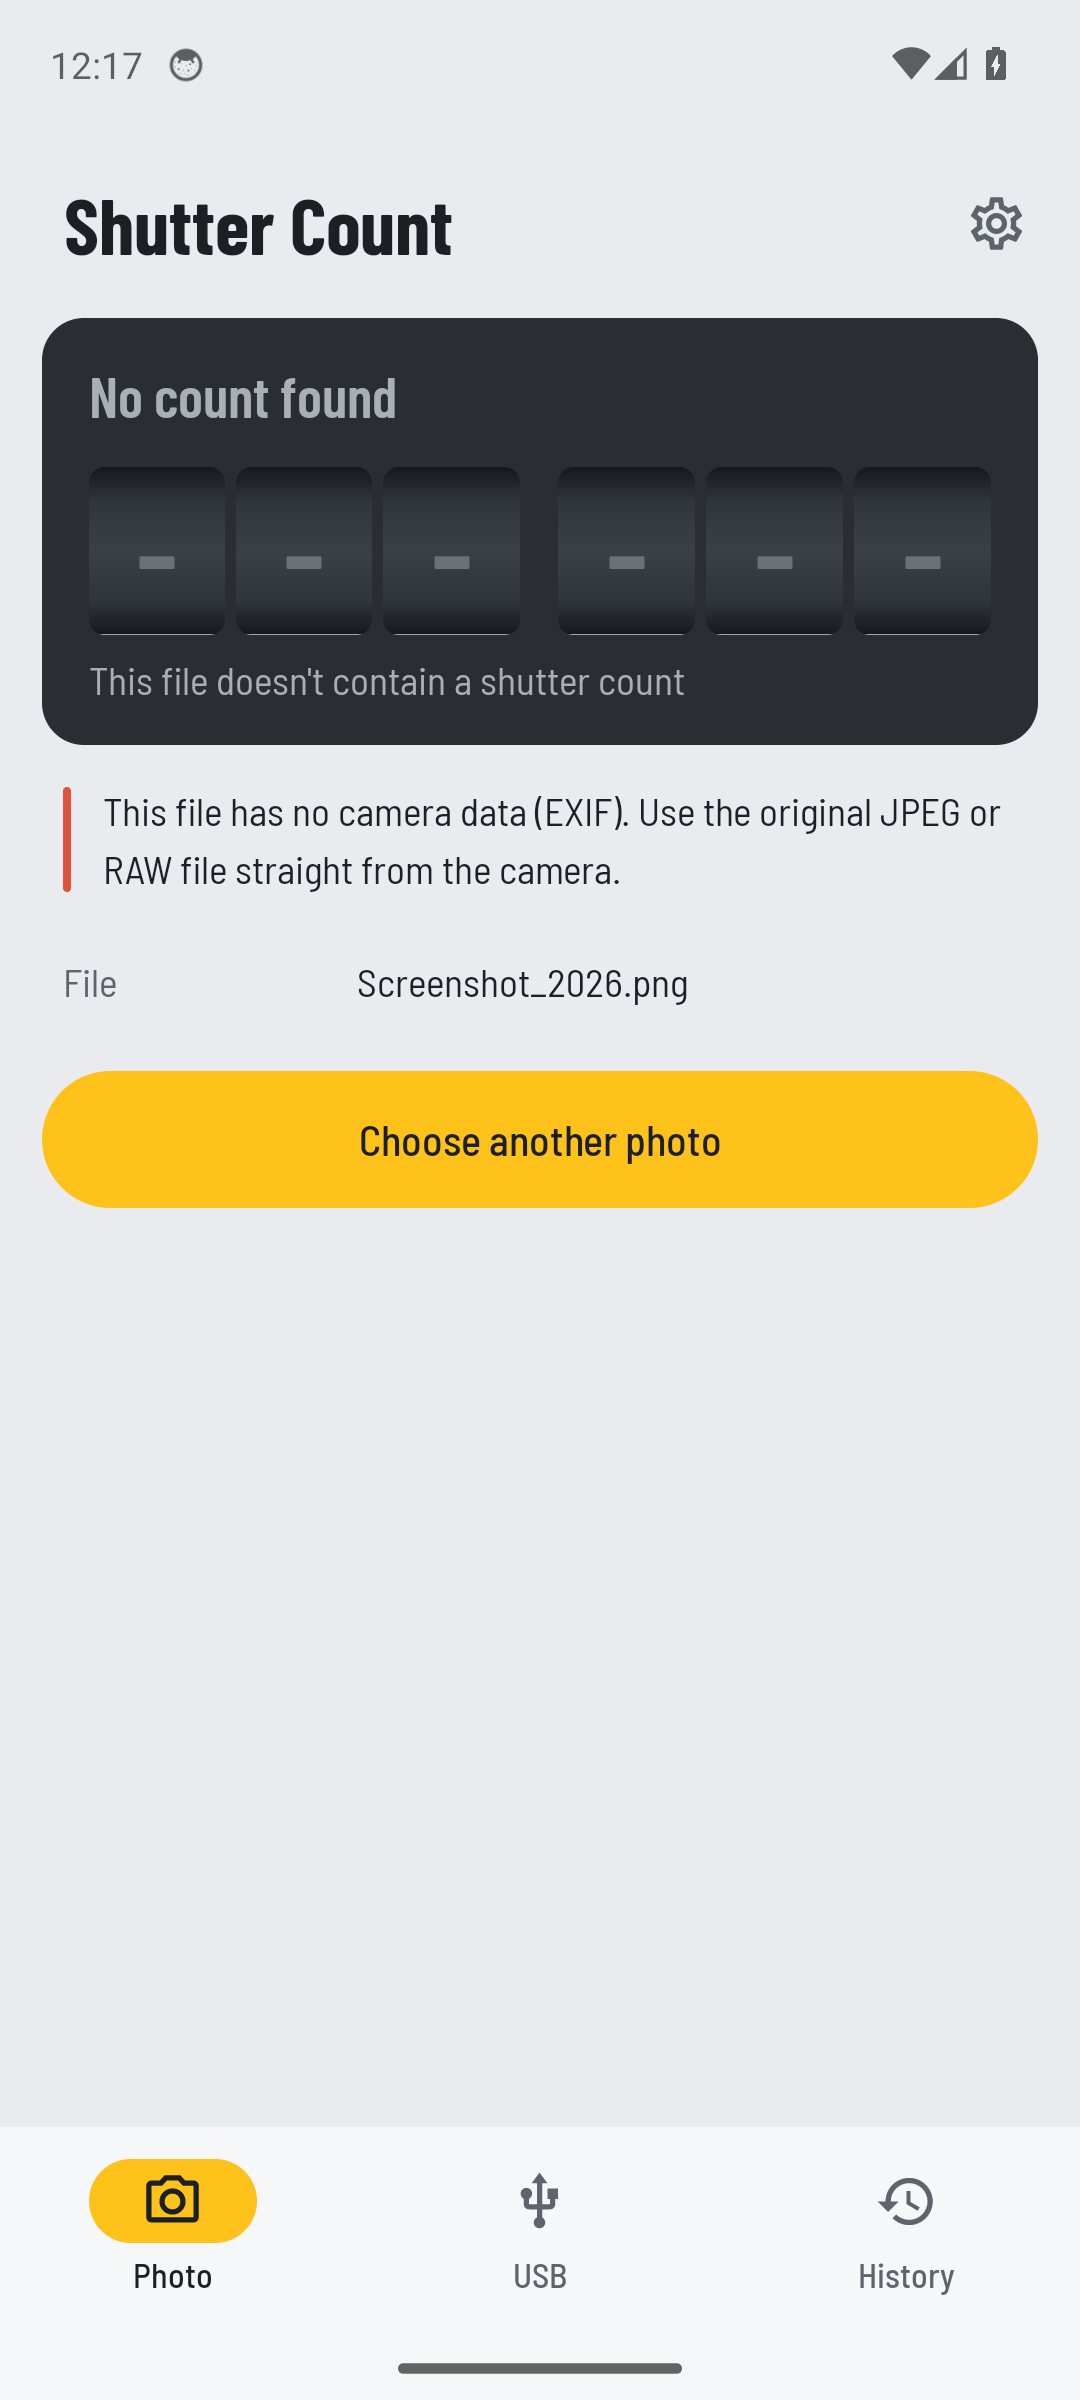 12:17
Shutter Count
No count found
- - - - - -
This file doesn't contain a shutter count
This file has no camera data (EXIF). Use the original JPEG or
RAW file straight from the camera.
File Screenshot_2026.png
Choose another photo
Photo USB History